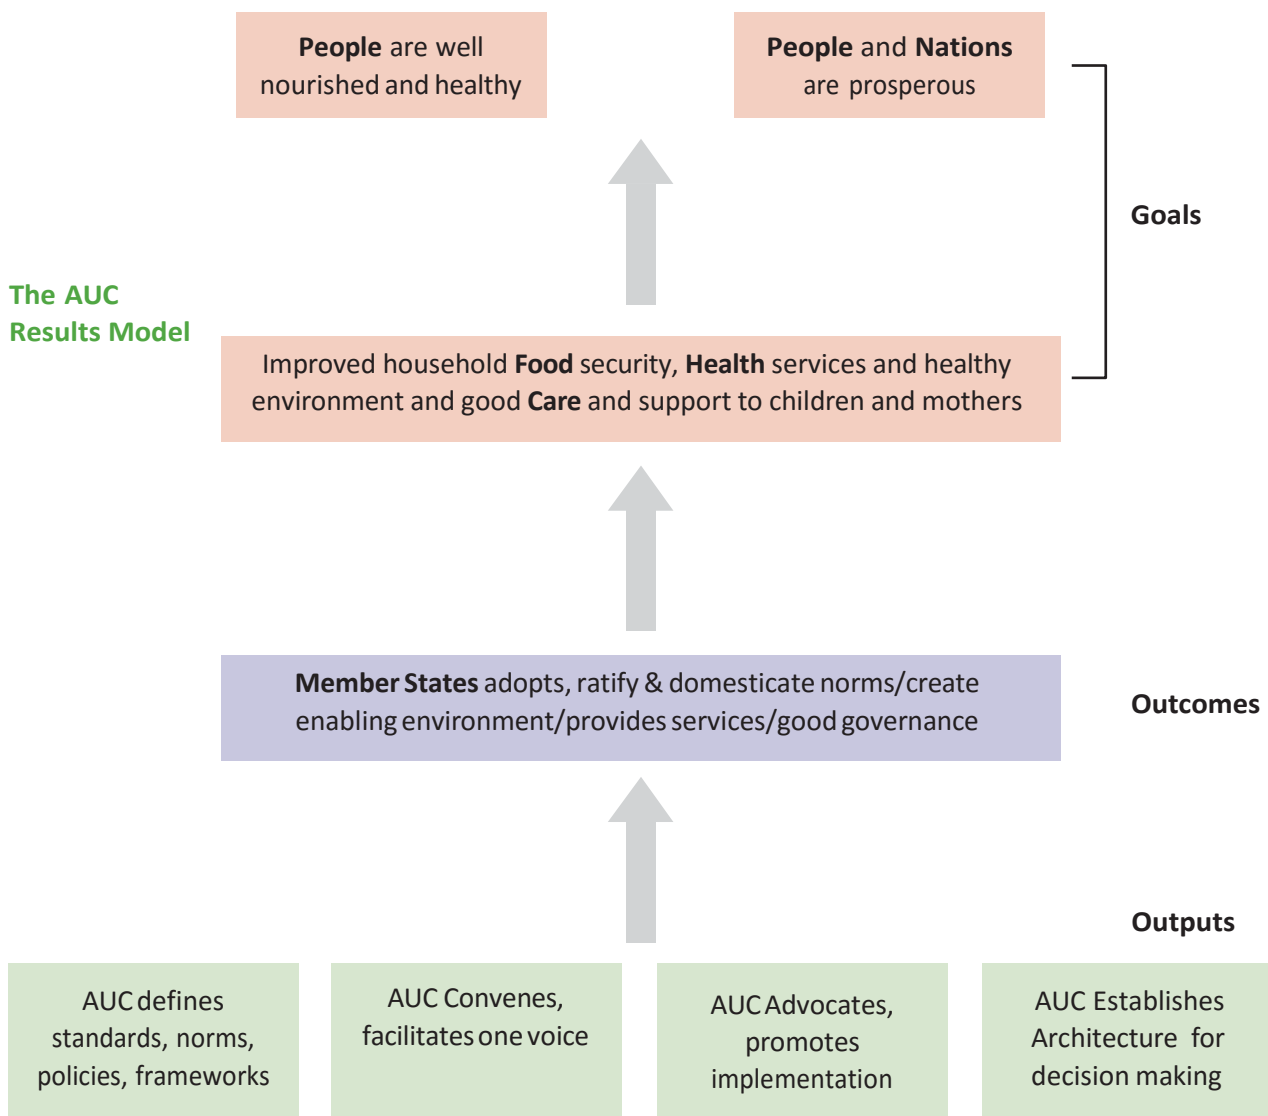 People are well
nourished and healthy
People and Nations
are prosperous
Goals
The AUC
Results Model
Improved household Food security, Health services and healthy
environment and good Care and support to children and mothers
Member States adopts, ratify & domesticate norms/create
enabling environment/provides services/good governance
Outcomes
Outputs
AUC defines
standards, norms,
policies, frameworks
AUC Convenes,
facilitates one voice
AUC Advocates,
promotes
implementation
AUC Establishes
Architecture for
decision making